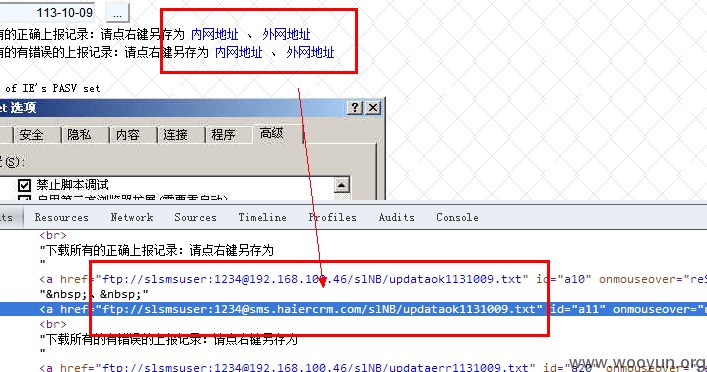 113-10-09 ...
有的正确上报记录：请点右键另存为 内网地址 、 外网地址
有的有错误的上报记录：请点右键另存为 内网地址 、 外网地址
of IE's PASV set
et 选项
安全 隐私 内容 连接 程序 高级
(S):
禁止脚本调试
Resources Network Sources Timeline Profiles Audits Console
<br>
"下载所有的正确上报记录：请点右键另存为
"
<a href="ftp://slsmsuser:1234@192.168.100.46/slNB/updataok1131009.txt" id="a10" onmouseover="reS
"&nbsp;、&nbsp;"
<a href="ftp://slsmsuser:1234@sms.haiercrm.com/slNB/updataok1131009.txt" id="a11" onmouseover="r
<br>
"下载所有的有错误的上报记录：请点右键另存为
"
<a href="ftp://slsmsuser:1234@192.168.100.46/slNB/updataerr1131009.txt" id="a20" onmouseover="re
www.wooyun.org